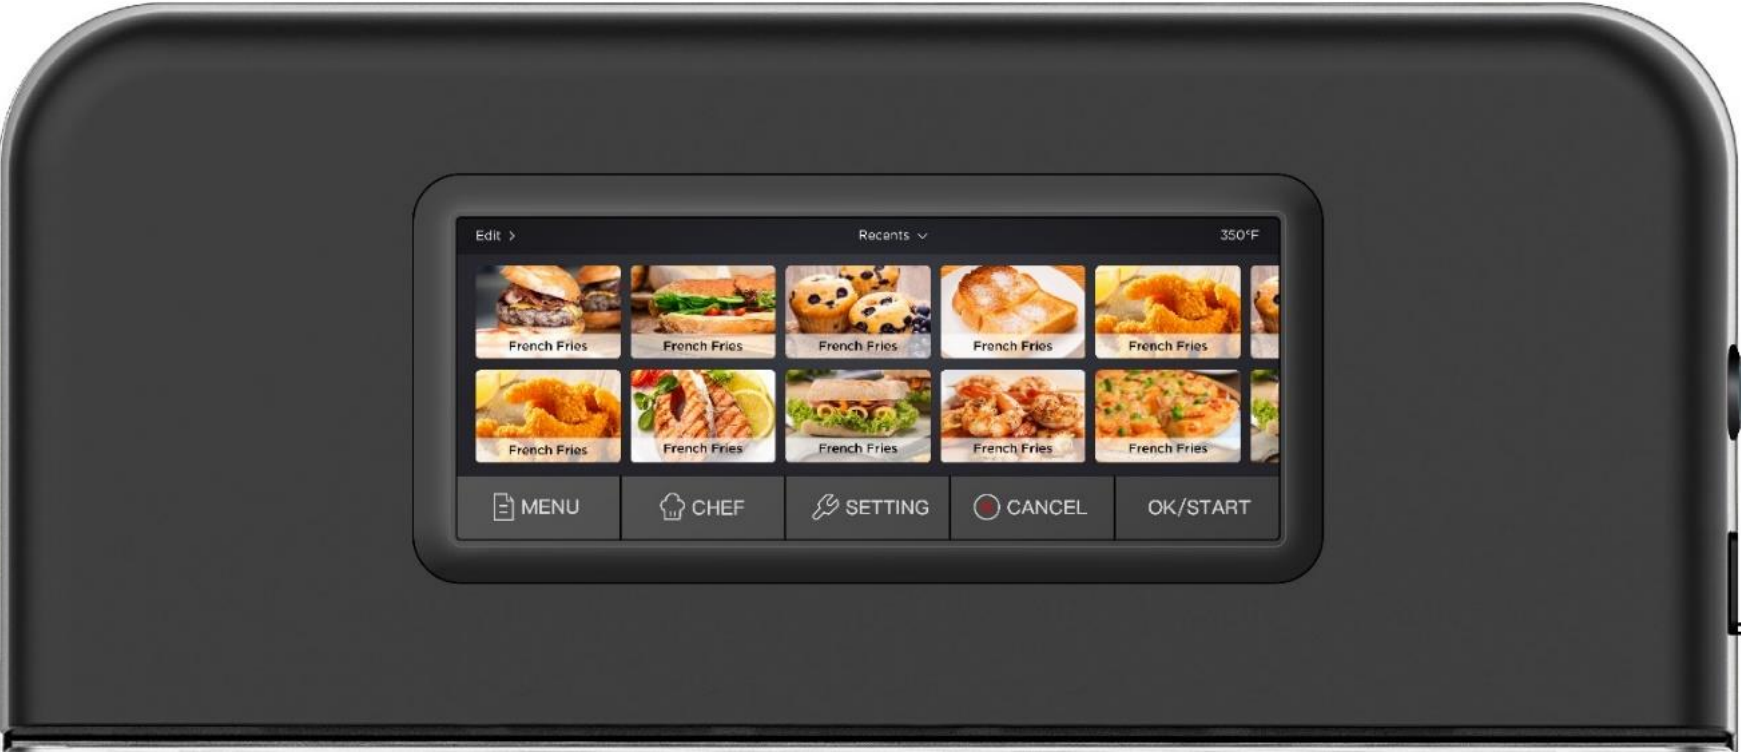 Edit >
Recents
350°F
French Fries
French Fries
French Fries
French Fries
French Fries
French Fries
French Fries
French Fries
French Fries
French Fries
MENU
CHEF
SETTING
CANCEL
OK/START